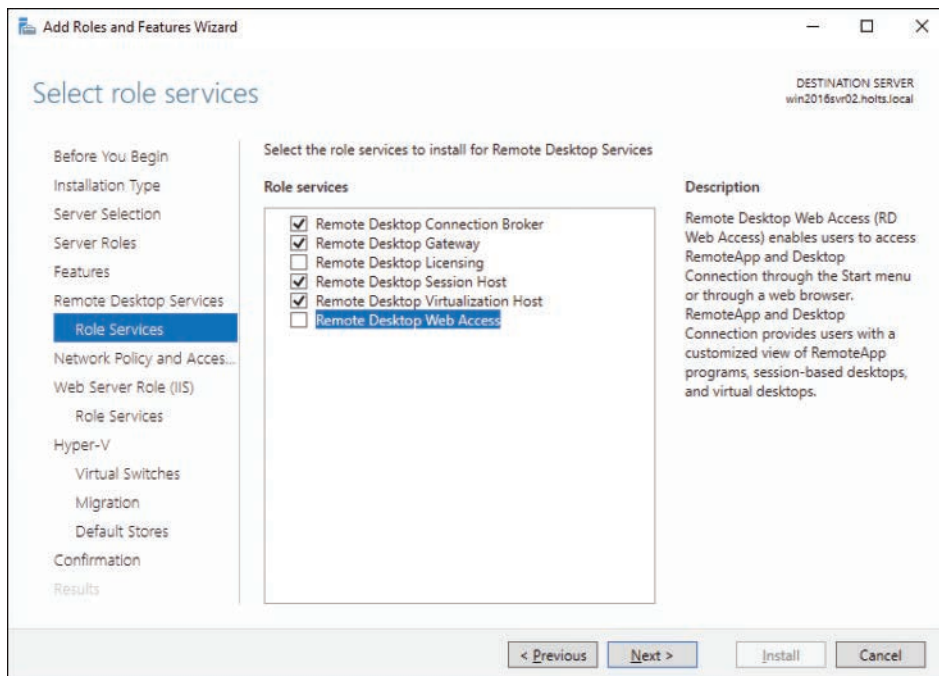 Add Roles and Features Wizard
Select role services
DESTINATION SERVER
win2016svr02.holts.local
Before You Begin
Installation Type
Server Selection
Server Roles
Features
Remote Desktop Services
Role Services
Network Policy and Acces...
Web Server Role (IIS)
Role Services
Hyper-V
Virtual Switches
Migration
Default Stores
Confirmation
Results
Select the role services to install for Remote Desktop Services
Role services
Remote Desktop Connection Broker
Remote Desktop Gateway
Remote Desktop Licensing
Remote Desktop Session Host
Remote Desktop Virtualization Host
Remote Desktop Web Access
Description
Remote Desktop Web Access (RD
Web Access) enables users to access
RemoteApp and Desktop
Connection through the Start menu
or through a web browser.
RemoteApp and Desktop
Connection provides users with a
customized view of RemoteApp
programs, session-based desktops,
and virtual desktops.
< Previous
Next >
Install
Cancel